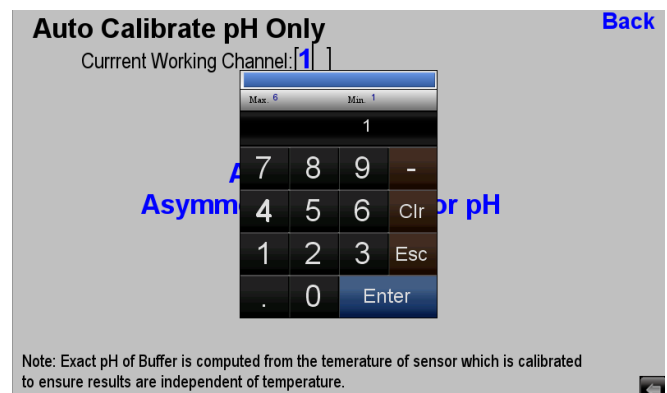 Auto Calibrate pH Only
Back
Currrent Working Channel:[1 ]
Max. 6 Min. 1
1
7 8 9 -
4 5 6 Clr
1 2 3 Esc
. 0 Enter
or pH
Note: Exact pH of Buffer is computed from the temerature of sensor which is calibrated
to ensure results are independent of temperature.